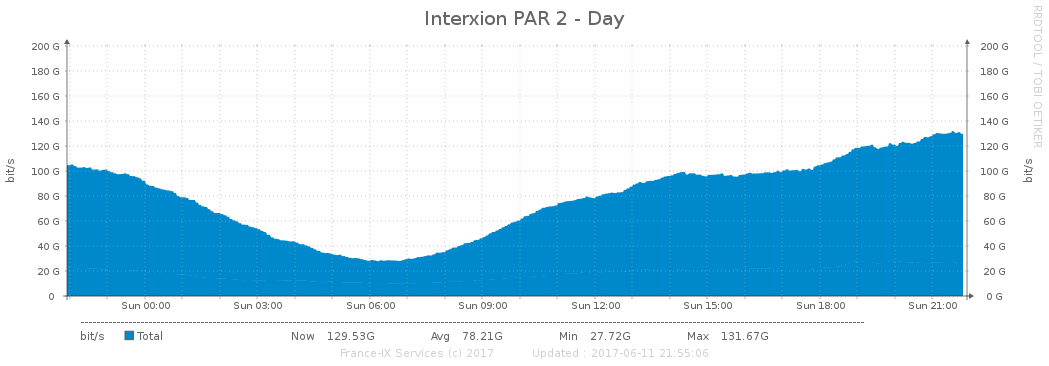 Interxion PAR 2 - Day
RRDTOOL / TOBI OETIKER
200 G 200 G
180 G 180 G
160 G 160 G
140 G 140 G
120 G 120 G
100 G 100 G
80 G 80 G
60 G 60 G
40 G 40 G
20 G 20 G
0 0 G
bit/s bit/s
Sun 00:00 Sun 03:00 Sun 06:00 Sun 09:00 Sun 12:00 Sun 15:00 Sun 18:00 Sun 21:00
bit/s Total Now 129.53G Avg 78.21G Min 27.72G Max 131.67G
France-IX Services (c) 2017 Updated : 2017-06-11 21:55:06